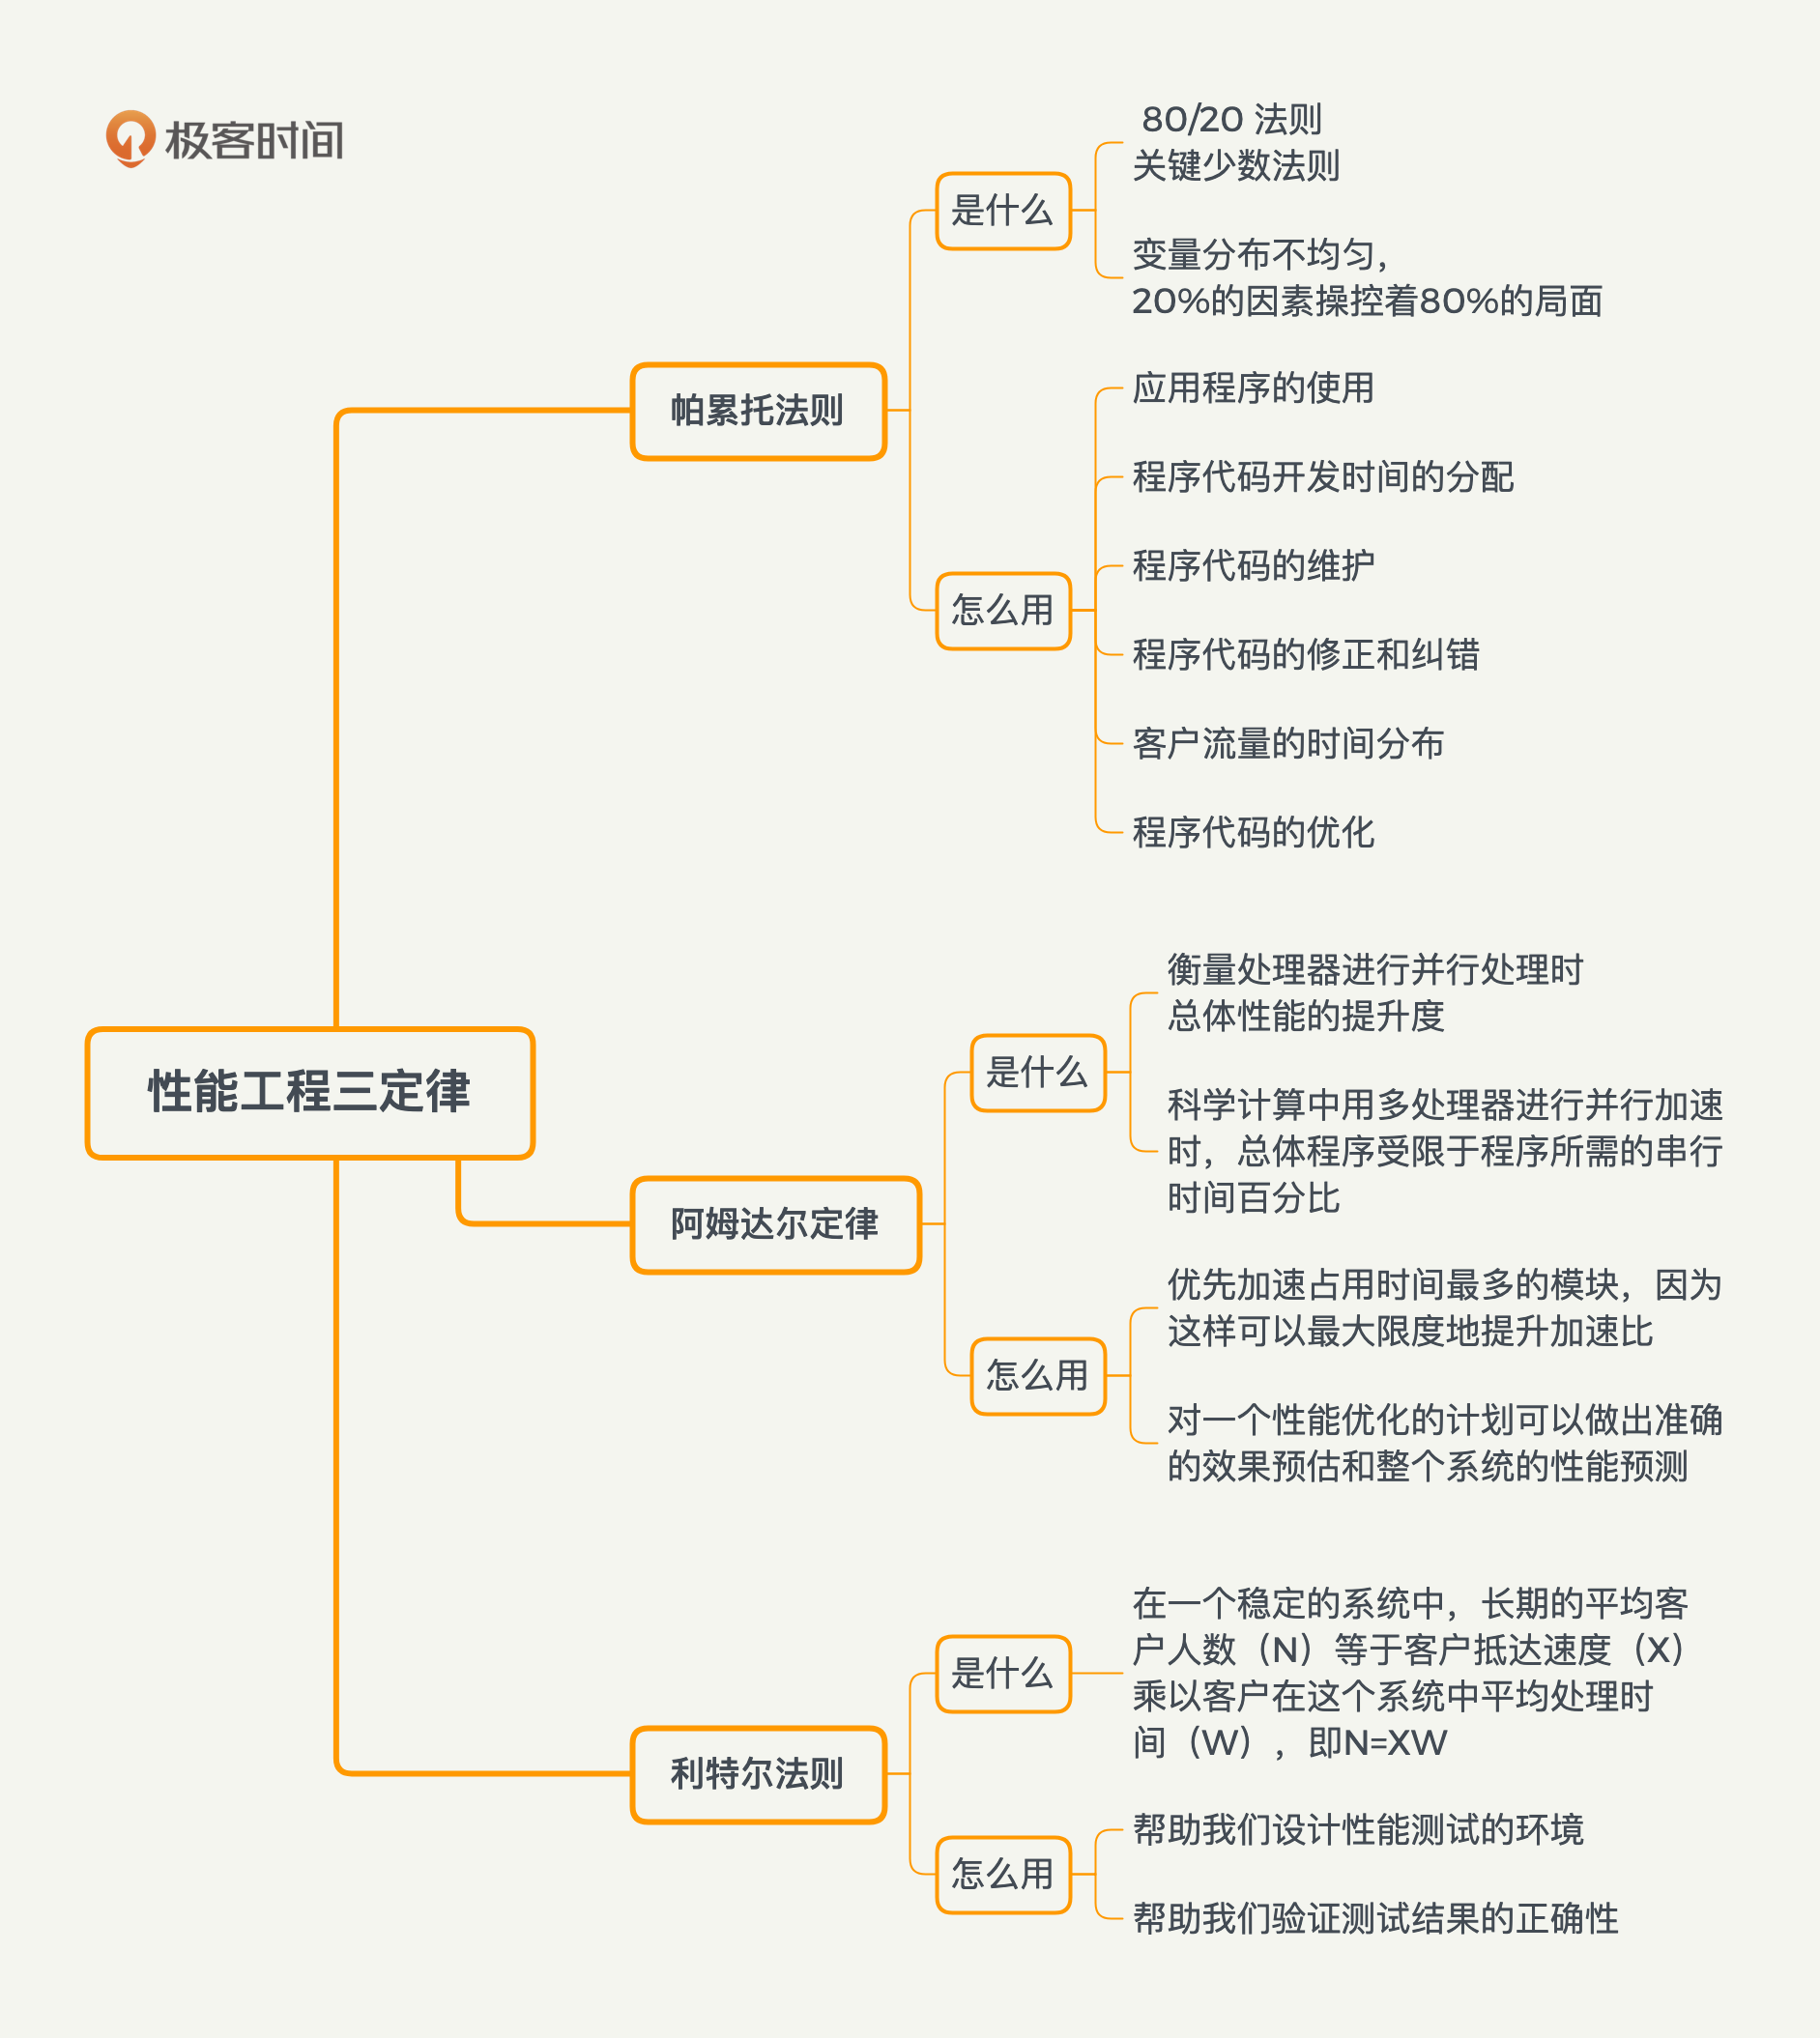 极客时间
性能工程三定律
帕累托法则
是什么
80/20 法则
关键少数法则
变量分布不均匀，
20%的因素操控着80%的局面
怎么用
应用程序的使用
程序代码开发时间的分配
程序代码的维护
程序代码的修正和纠错
客户流量的时间分布
程序代码的优化
阿姆达尔定律
是什么
衡量处理器进行并行处理时
总体性能的提升度
科学计算中用多处理器进行并行加速
时，总体程序受限于程序所需的串行
时间百分比
怎么用
优先加速占用时间最多的模块，因为
这样可以最大限度地提升加速比
对一个性能优化的计划可以做出准确
的效果预估和整个系统的性能预测
利特尔法则
是什么
在一个稳定的系统中，长期的平均客
户人数（N）等于客户抵达速度（X）
乘以客户在这个系统中平均处理时
间（W），即N=XW
怎么用
帮助我们设计性能测试的环境
帮助我们验证测试结果的正确性